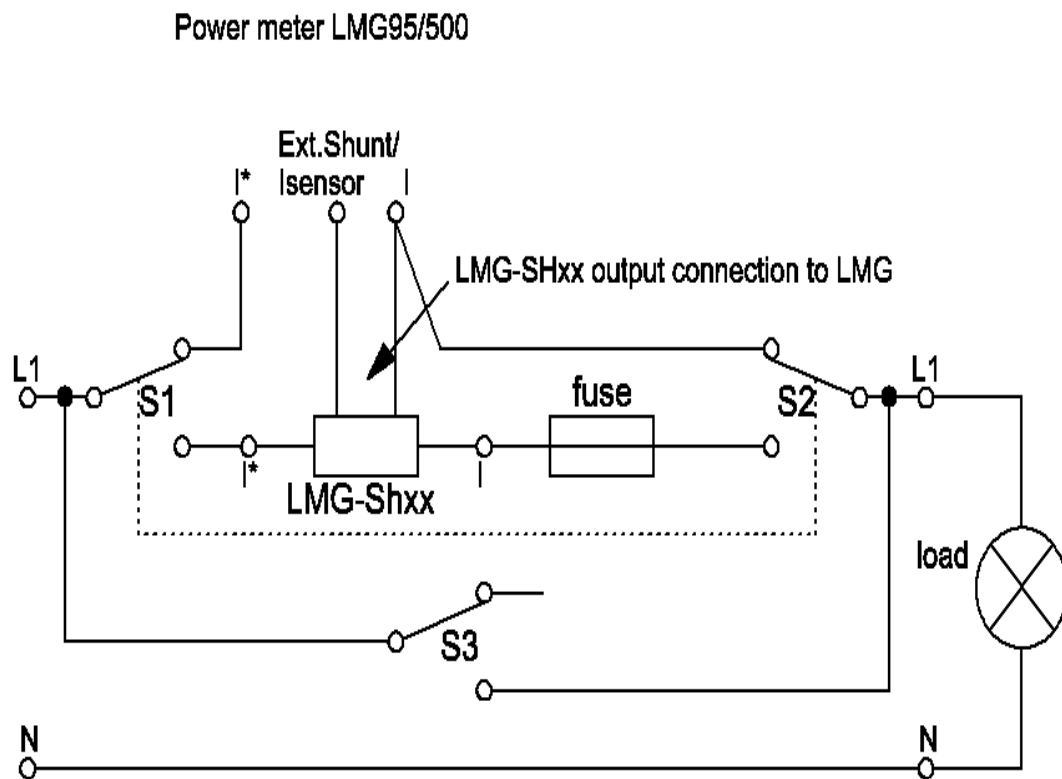 Power meter LMG95/500
Ext.Shunt/
I* Isensor I
LMG-SHxx output connection to LMG
L1
S1
fuse
S2
L1
I*
I
LMG-Shxx
load
S3
N
N